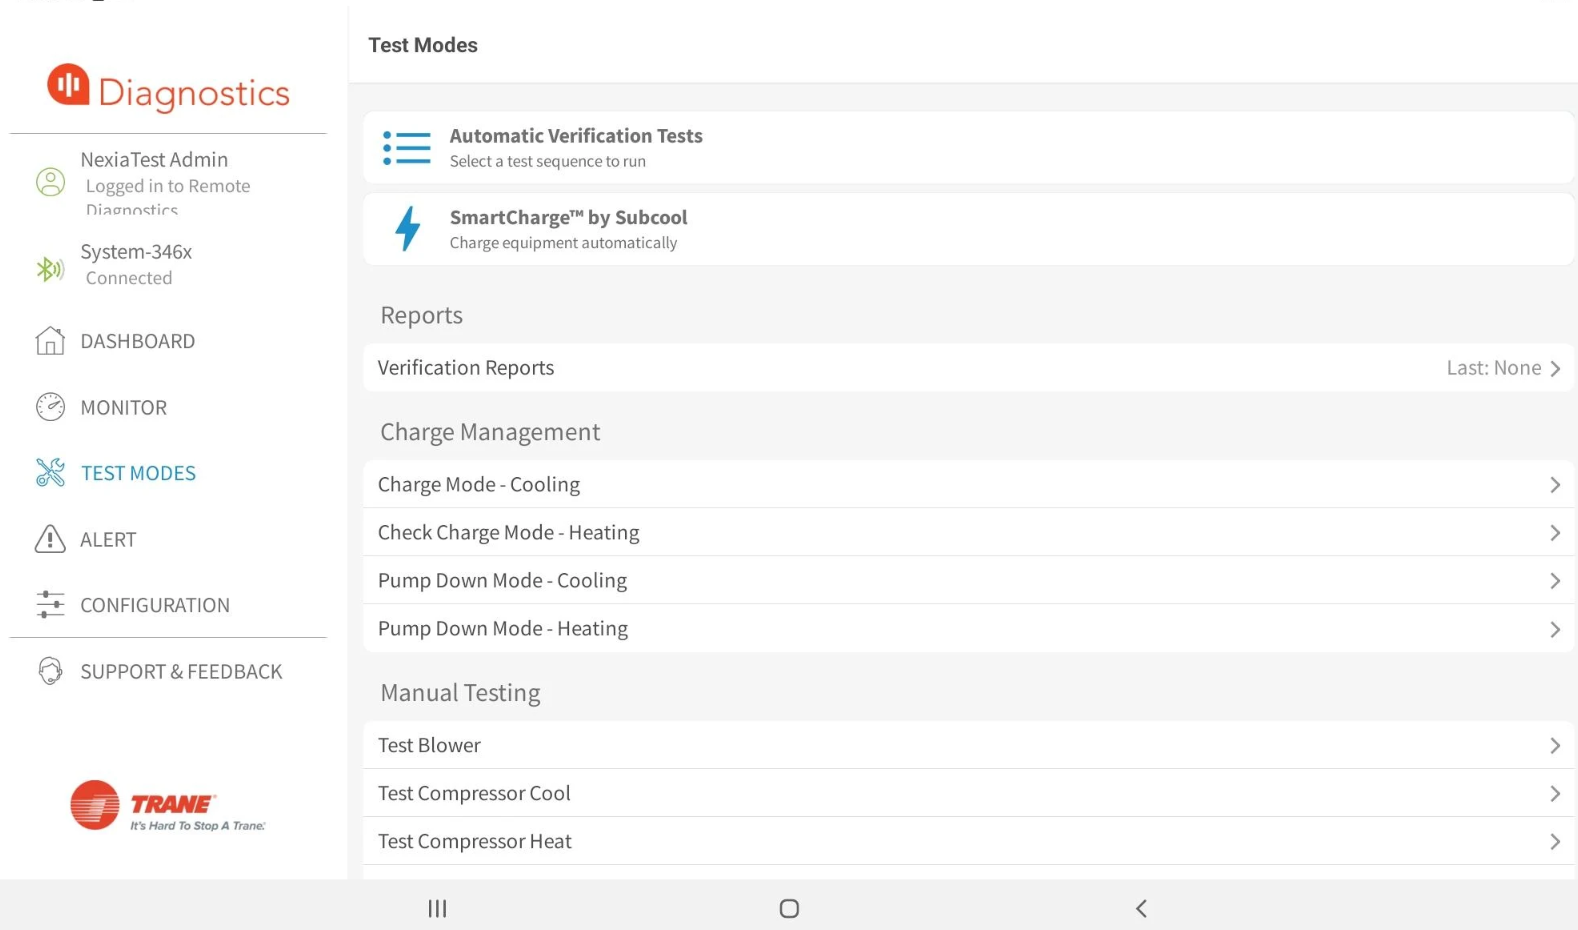 Test Modes
Diagnostics
NexiaTest Admin
Logged in to Remote
Diagnostics
System-346x
Connected
DASHBOARD
MONITOR
TEST MODES
ALERT
CONFIGURATION
SUPPORT & FEEDBACK
TRANE
It's Hard To Stop A Trane.
Automatic Verification Tests
Select a test sequence to run
SmartCharge™ by Subcool
Charge equipment automatically
Reports
Verification Reports Last: None
Charge Management
Charge Mode - Cooling
Check Charge Mode - Heating
Pump Down Mode - Cooling
Pump Down Mode - Heating
Manual Testing
Test Blower
Test Compressor Cool
Test Compressor Heat